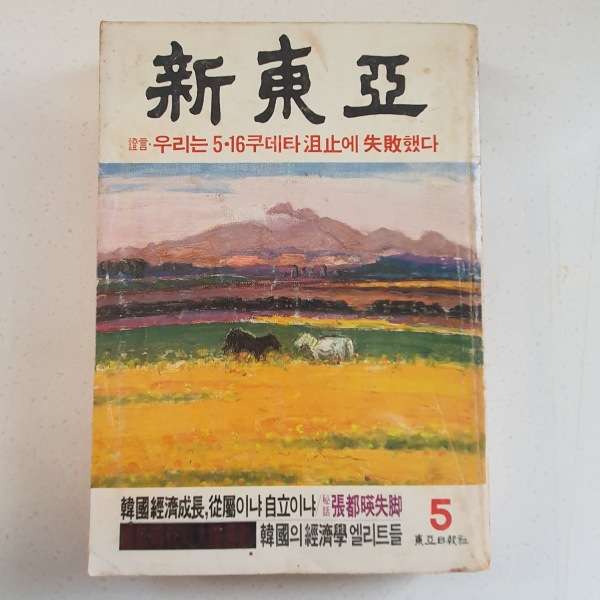 新東亞
證言·우리는 5·16쿠데타 沮止에 失敗했다
韓國經濟成長, 從屬이냐 自立이냐/秘話 張都暎失脚
韓國의 經濟學 엘리트들
5
東亞日報社